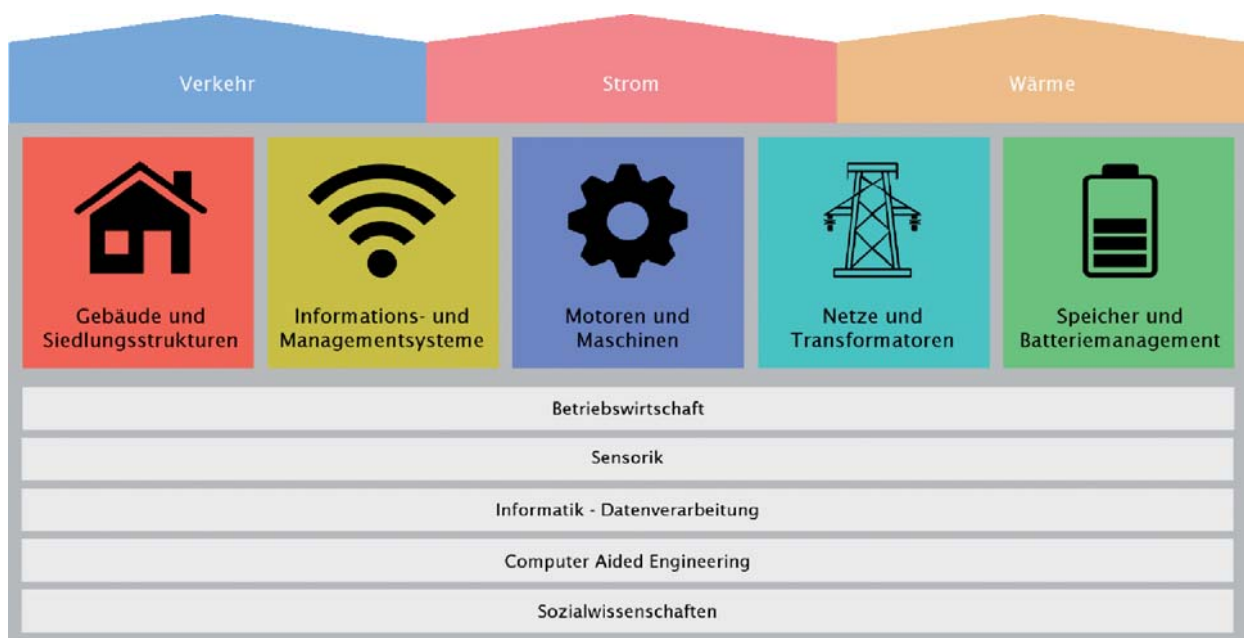 Verkehr
Strom
Wärme
Gebäude und
Siedlungsstrukturen
Informations- und
Managementsysteme
Motoren und
Maschinen
Netze und
Transformatoren
Speicher und
Batteriemanagement
Betriebswirtschaft
Sensorik
Informatik - Datenverarbeitung
Computer Aided Engineering
Sozialwissenschaften